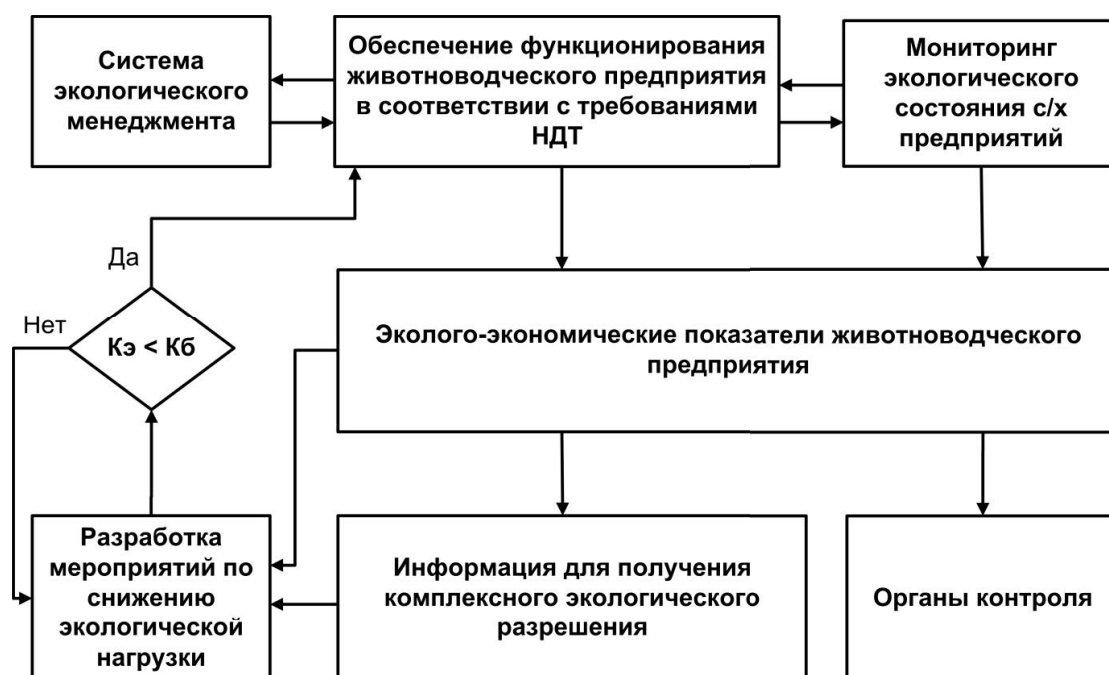 Система
экологического
менеджмента
Обеспечение функционирования
животноводческого предприятия
в соответствии с требованиями
НДТ
Мониторинг
экологического
состояния с/х
предприятий
Да
Нет
Кэ < Кб
Эколого-экономические показатели животноводческого
предприятия
Разработка
мероприятий по
снижению
экологической
нагрузки
Информация для получения
комплексного экологического
разрешения
Органы контроля